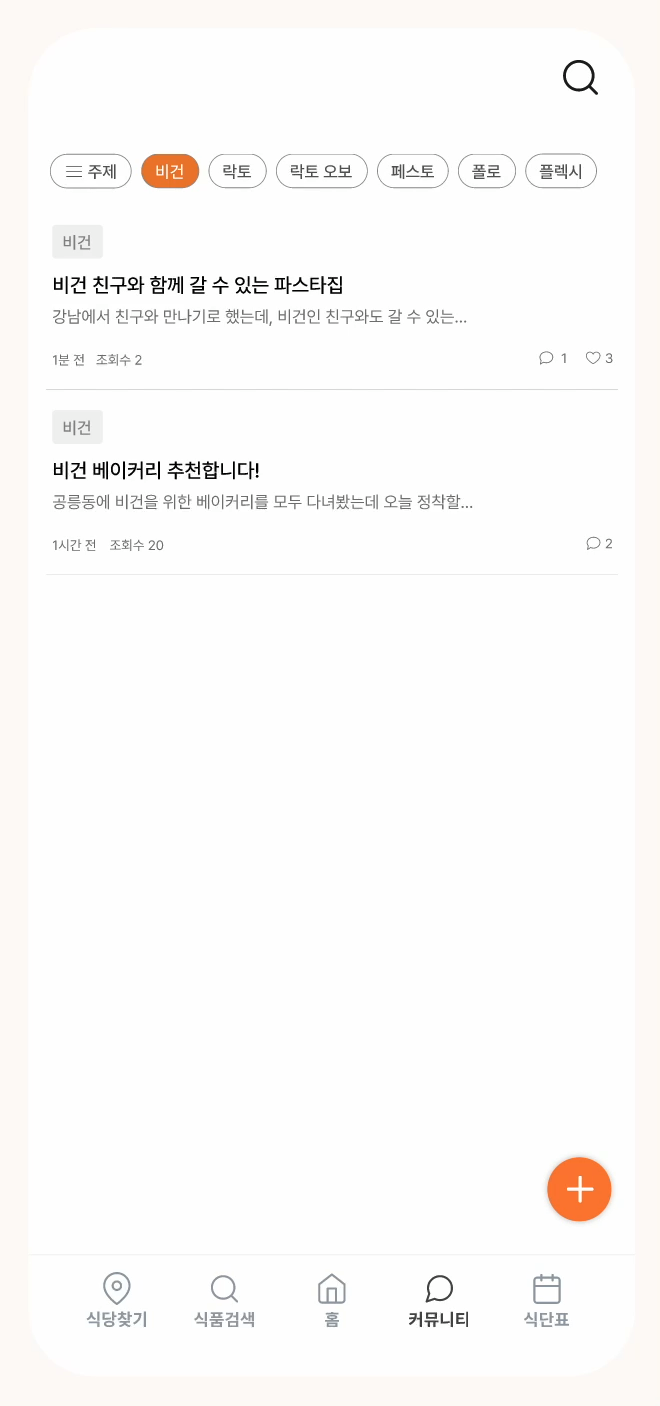 주제 비건 락토 락토 오보 페스토 폴로 플렉시
비건
비건 친구와 함께 갈 수 있는 파스타집
강남에서 친구와 만나기로 했는데, 비건인 친구와도 갈 수 있는...
1분 전 조회수 2 1 3
비건
비건 베이커리 추천합니다!
공릉동에 비건을 위한 베이커리를 모두 다녀봤는데 오늘 정착할...
1시간 전 조회수 20 2
식당찾기 식품검색 홈 커뮤니티 식단표